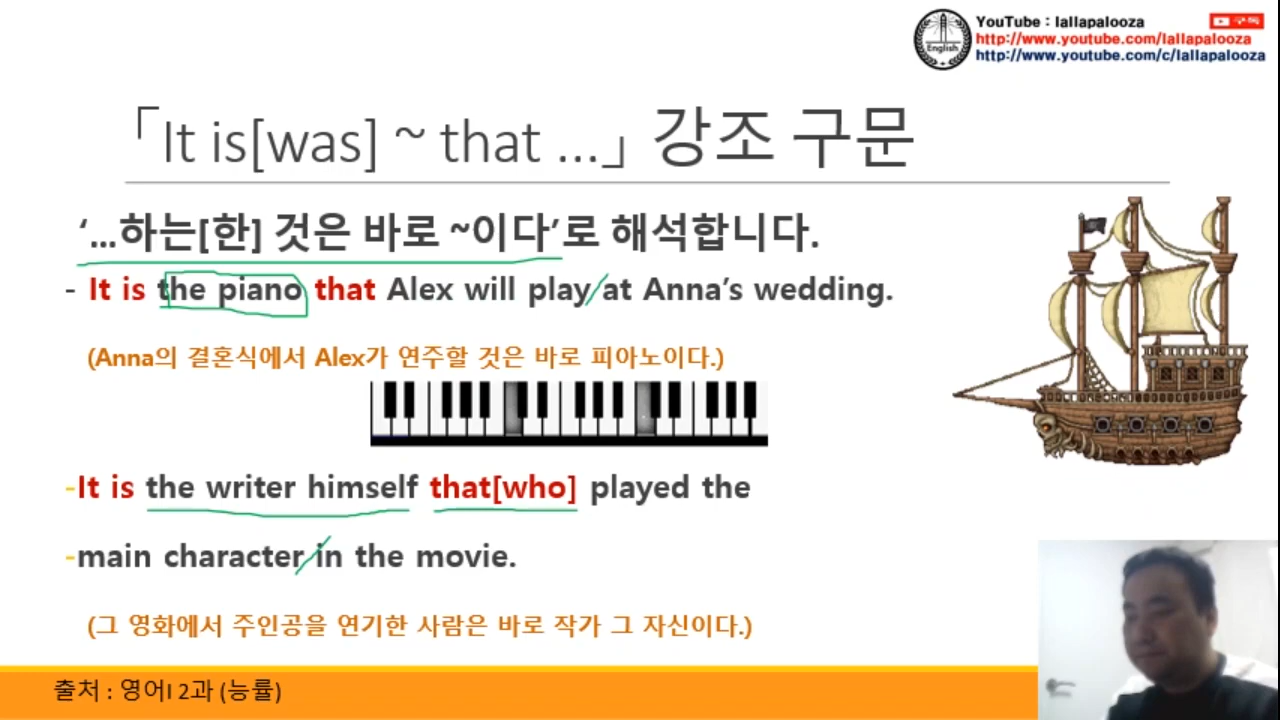 YouTube : lallapalooza
구독
http://www.youtube.com/lallapalooza
English
http://www.youtube.com/c/lallapalooza
「It is[was] ~ that ...」 강조 구문
‘...하는[한] 것은 바로 ~이다’로 해석합니다.
- It is the piano that Alex will play at Anna’s wedding.
(Anna의 결혼식에서 Alex가 연주할 것은 바로 피아노이다.)
-It is the writer himself that[who] played the
-main character in the movie.
(그 영화에서 주인공을 연기한 사람은 바로 작가 그 자신이다.)
출처 : 영어I 2과 (능률)